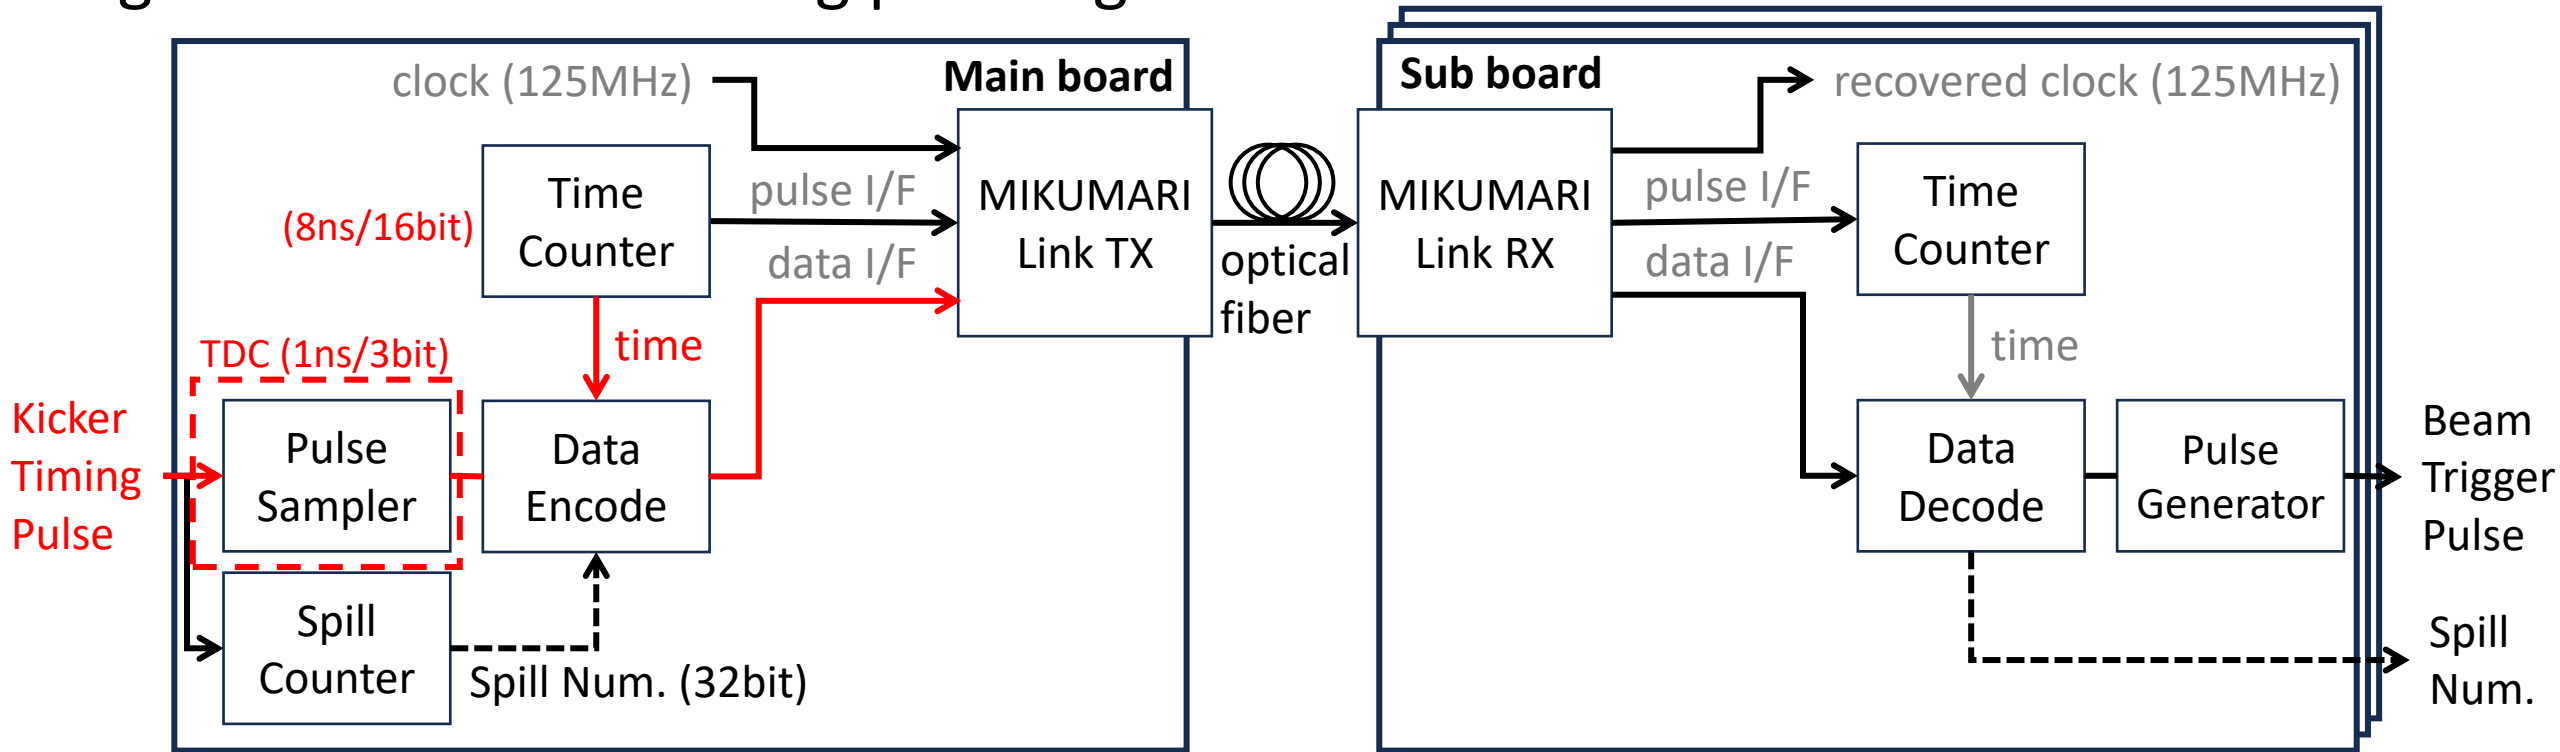 clock (125MHz)
Main board
Sub board
recovered clock (125MHz)
Time
Counter
(8ns/16bit)
pulse I/F
data I/F
MIKUMARI
Link TX
optical
fiber
MIKUMARI
Link RX
pulse I/F
data I/F
Time
Counter
time
time
TDC (1ns/3bit)
Kicker
Timing
Pulse
Pulse
Sampler
Data
Encode
Data
Decode
Pulse
Generator
Beam
Trigger
Pulse
Spill
Counter
Spill Num. (32bit)
Spill
Num.